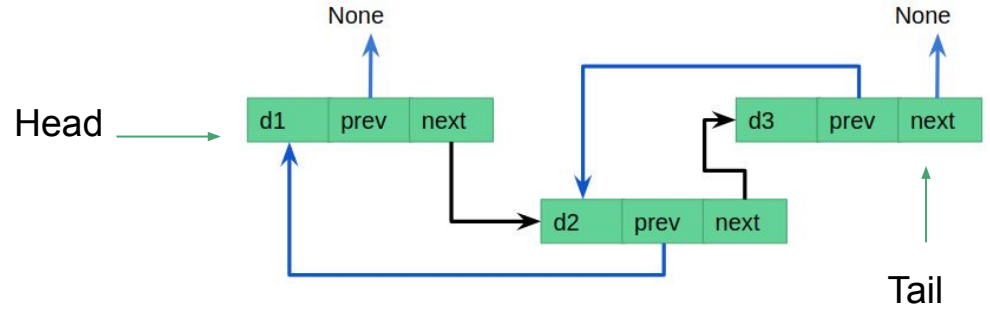 None
None
Head
d1 prev next
d3 prev next
d2 prev next
Tail